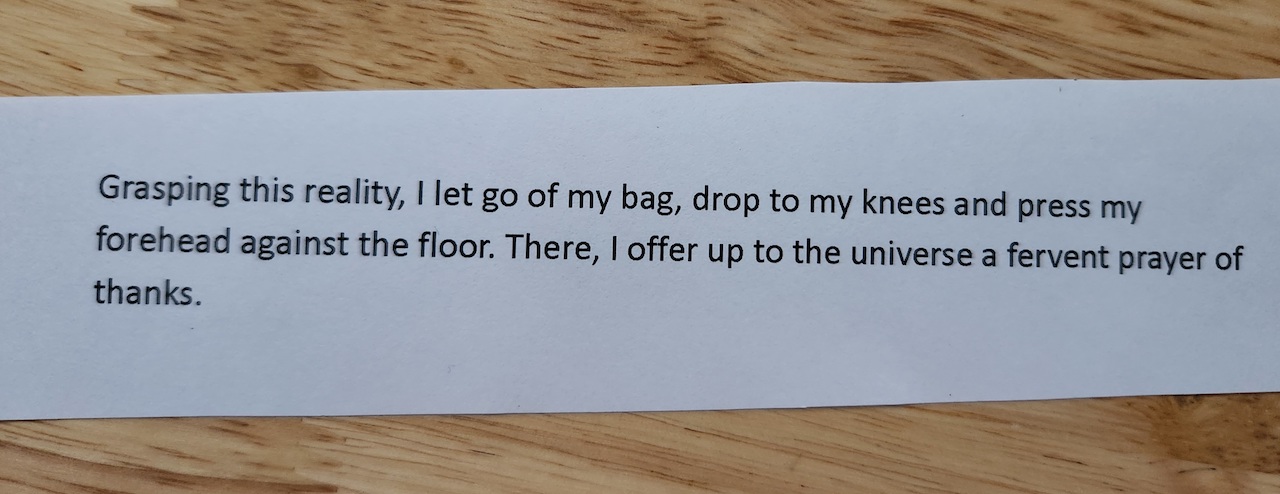 Grasping this reality, I let go of my bag, drop to my knees and press my
forehead against the floor. There, I offer up to the universe a fervent prayer of
thanks.